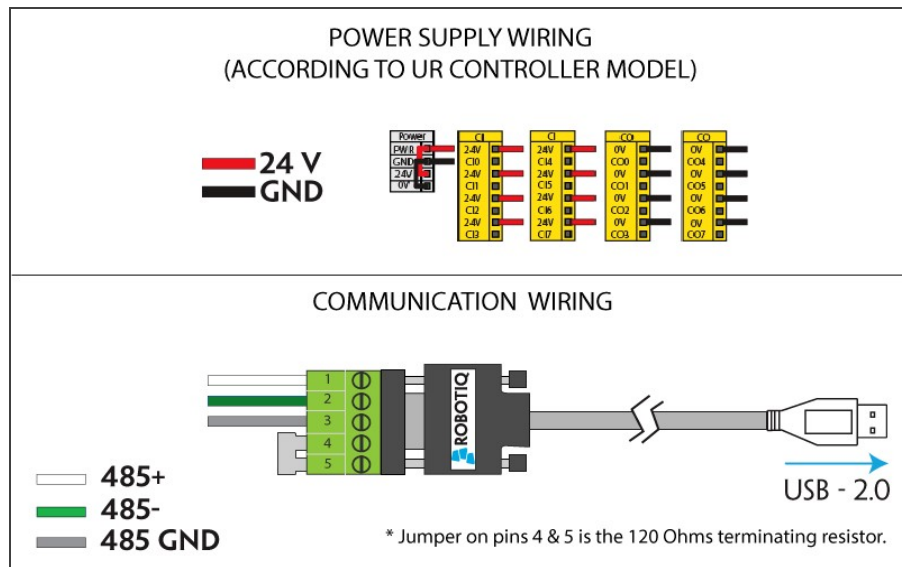 POWER SUPPLY WIRING
(ACCORDING TO UR CONTROLLER MODEL)
24 V
GND
Power
PWR
GND
24V
0V
CI
24V
CI0
24V
CI1
24V
CI2
24V
CI3
CI
24V
CI4
24V
CI5
24V
CI6
24V
CI7
CO
0V
CO0
0V
CO1
0V
CO2
0V
CO3
CO
0V
CO4
0V
CO5
0V
CO6
0V
CO7
COMMUNICATION WIRING
1
2
3
4
5
ROBOTIQ
485+
485-
485 GND
USB - 2.0
* Jumper on pins 4 & 5 is the 120 Ohms terminating resistor.